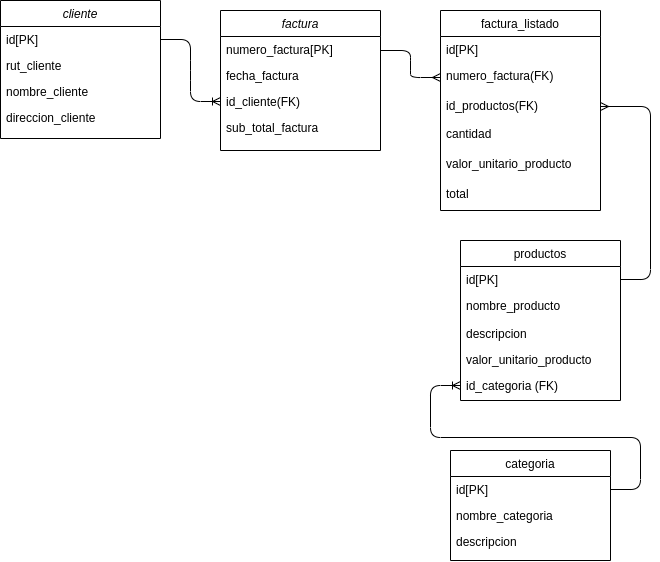 cliente
id[PK]
rut_cliente
nombre_cliente
direccion_cliente
factura
numero_factura[PK]
fecha_factura
id_cliente(FK)
sub_total_factura
factura_listado
id[PK]
numero_factura(FK)
id_productos(FK)
cantidad
valor_unitario_producto
total
productos
id[PK]
nombre_producto
descripcion
valor_unitario_producto
id_categoria (FK)
categoria
id[PK]
nombre_categoria
descripcion